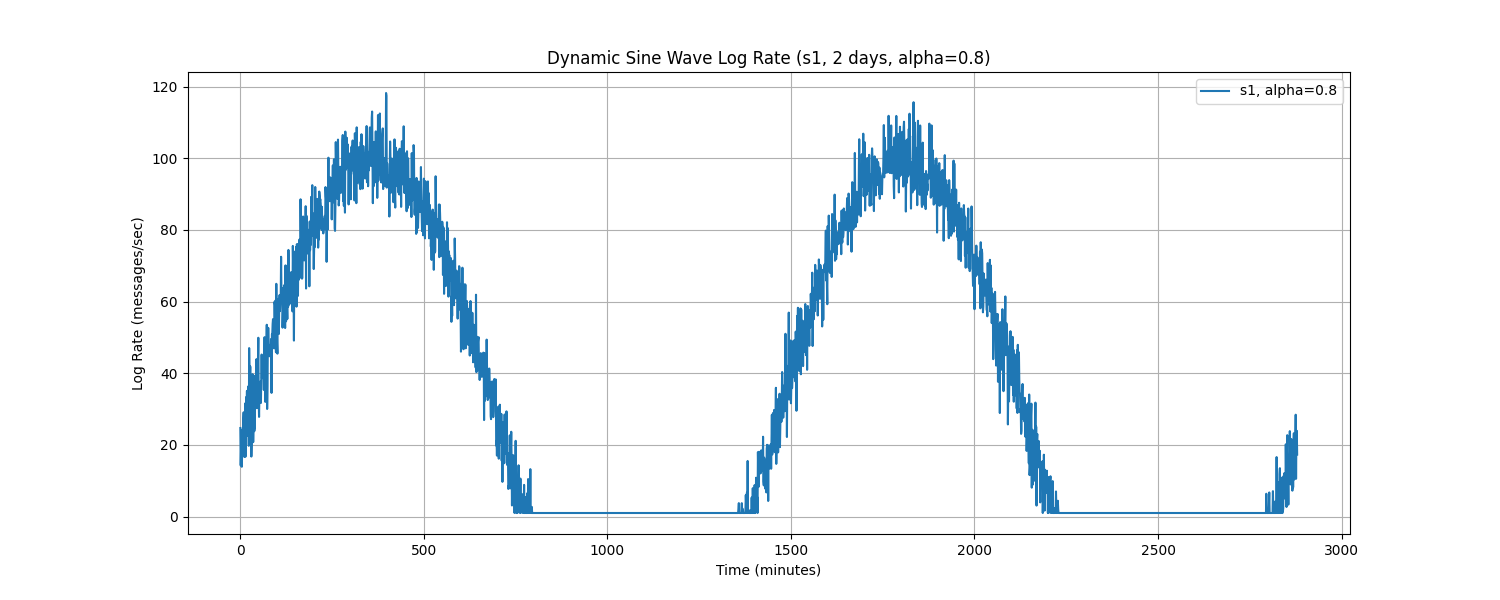 Dynamic Sine Wave Log Rate (s1, 2 days, alpha=0.8)
s1, alpha=0.8
Log Rate (messages/sec)
120
100
80
60
40
20
0
0 500 1000 1500 2000 2500 3000
Time (minutes)